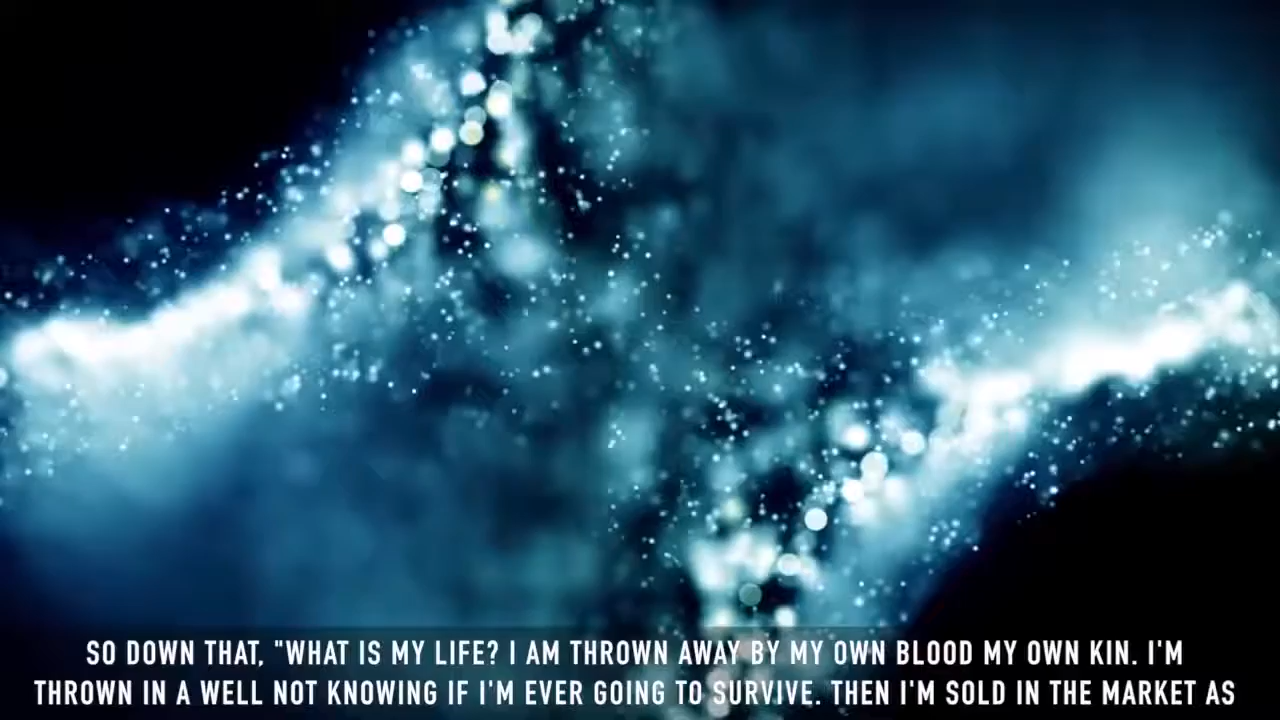 SO DOWN THAT, "WHAT IS MY LIFE? I AM THROWN AWAY BY MY OWN BLOOD MY OWN KIN. I'M
THROWN IN A WELL NOT KNOWING IF I'M EVER GOING TO SURVIVE. THEN I'M SOLD IN THE MARKET AS